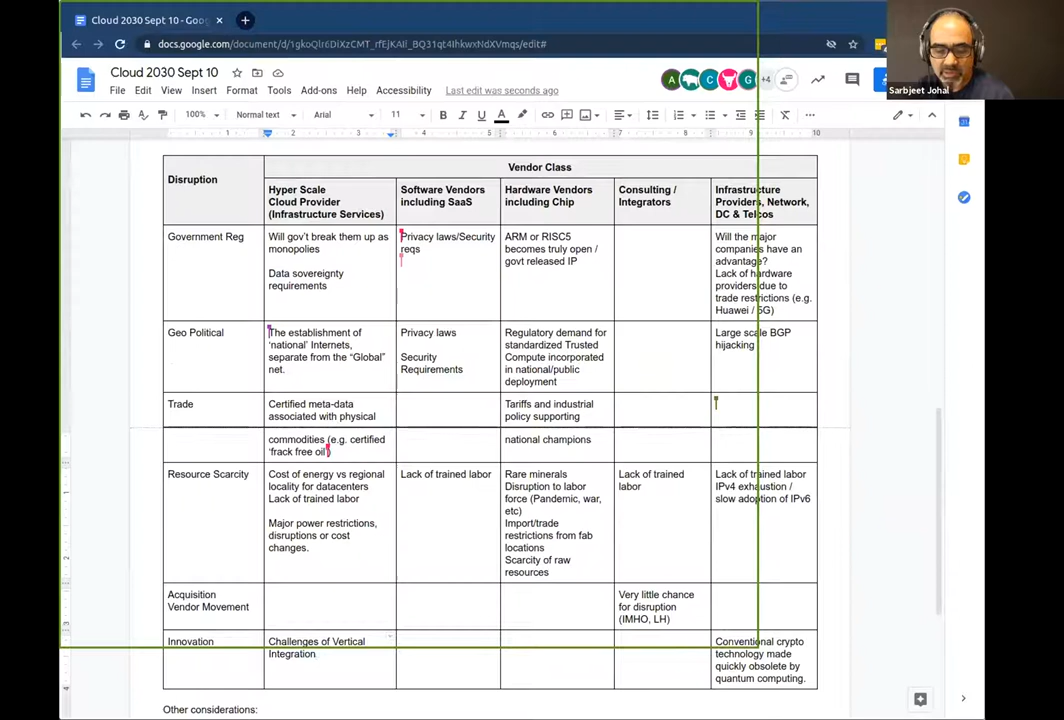 Cloud 2030 Sept 10 - Goo
docs.google.com/document/d/1gkoQlr6DiXzCMT_rfEjKAIi_BQ31qt4IhkwxNdXVmqs/edit#
Sarbjeet Johal
Cloud 2030 Sept 10
File Edit View Insert Format Tools Add-ons Help Accessibility Last edit was seconds ago
A C G +4
100% Normal text Arial 11 B I U A
1 2 3 4 5 6 7 8 9 10
Disruption
Vendor Class
Hyper Scale
Cloud Provider
(Infrastructure Services)
Software Vendors
including SaaS
Hardware Vendors
including Chip
Consulting /
Integrators
Infrastructure
Providers, Network,
DC & Telcos
Government Reg
Will gov't break them up as
monopolies
Data sovereignty
requirements
Privacy laws/Security
reqs
ARM or RISC5
becomes truly open /
govt released IP
Will the major
companies have an
advantage?
Lack of hardware
providers due to
trade restrictions (e.g.
Huawei / 5G)
Geo Political
The establishment of
'national' Internets,
separate from the "Global"
net.
Privacy laws
Security
Requirements
Regulatory demand for
standardized Trusted
Compute incorporated
in national/public
deployment
Large scale BGP
hijacking
Trade
Certified meta-data
associated with physical
commodities (e.g. certified
'frack free oil')
Tariffs and industrial
policy supporting
national champions
Resource Scarcity
Cost of energy vs regional
locality for datacenters
Lack of trained labor
Major power restrictions,
disruptions or cost
changes.
Lack of trained labor
Rare minerals
Disruption to labor
force (Pandemic, war,
etc)
Import/trade
restrictions from fab
locations
Scarcity of raw
resources
Lack of trained
labor
Lack of trained labor
IPv4 exhaustion /
slow adoption of IPv6
Acquisition
Vendor Movement
Very little chance
for disruption
(IMHO, LH)
Innovation
Challenges of Vertical
Integration
Conventional crypto
technology made
quickly obsolete by
quantum computing.
Other considerations: